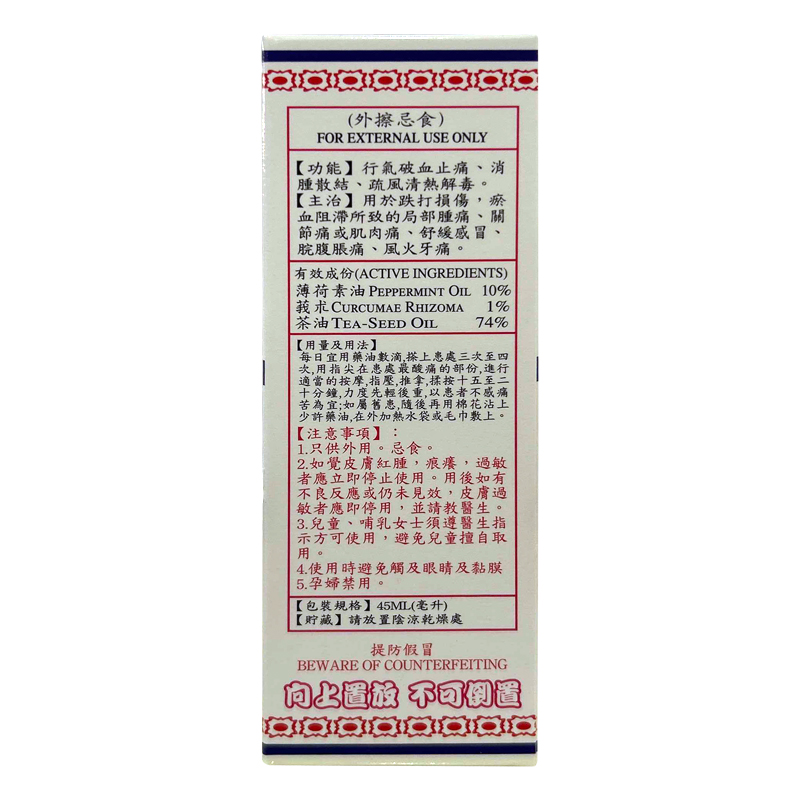 (外擦忌食)
FOR EXTERNAL USE ONLY
【功能】行氣破血止痛、消
腫散結、疏風清熱解毒。
【主治】用於跌打損傷，瘀
血阻滯所致的局部腫痛、關
節痛或肌肉痛、舒緩感冒、
脘腹脹痛、風火牙痛。
有效成份(ACTIVE INGREDIENTS)
薄荷素油 PEPPERMINT OIL 10%
莪朮 CURCUMAE RHIZOMA 1%
茶油 TEA-SEED OIL 74%
【用量及用法】
每日宜用藥油數滴,搽上患處三次至四
次,用指尖在患處最酸痛的部份,進行
適當的按摩,指壓,推拿,揉按十五至二
十分鐘,力度先輕後重,以患者不感痛
苦為宜;如屬舊患,隨後再用棉花沾上
少許藥油,在外加熱水袋或毛巾敷上。
【注意事項】：
1.只供外用。忌食。
2.如覺皮膚紅腫，痕癢，過敏
者應立即停止使用。用後如有
不良反應或仍未見效，皮膚過
敏者應即停用，並請教醫生。
3.兒童、哺乳女士須遵醫生指
示方可使用，避免兒童擅自取
用。
4.使用時避免觸及眼睛及黏膜
5.孕婦禁用。
【包裝規格】45ML(毫升)
【貯藏】請放置陰涼乾燥處
提防假冒
BEWARE OF COUNTERFEITING
向上置放 不可倒置